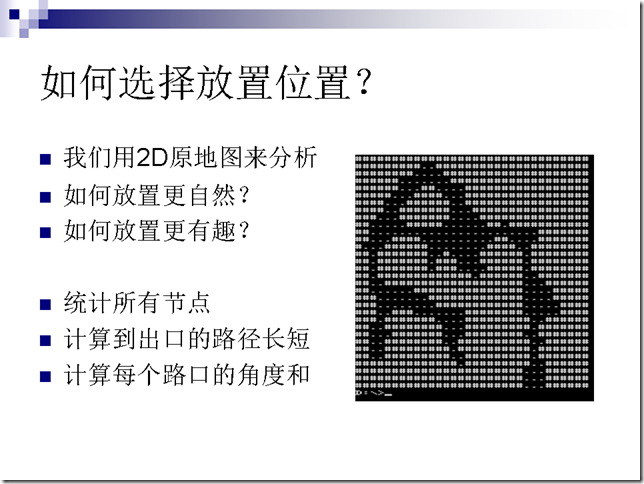 如何选择放置位置？
我们用2D原地图来分析
如何放置更自然？
如何放置更有趣？
统计所有节点
计算到出口的路径长短
计算每个路口的角度和
D:\>_